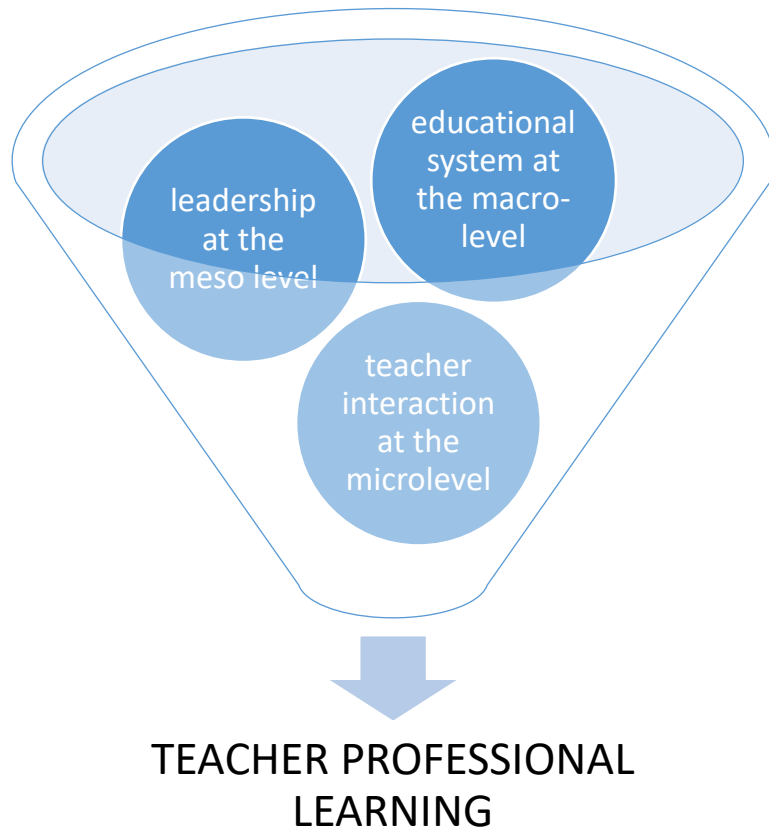 educational
system at
the macro-
level
leadership
at the
meso level
teacher
interaction
at the
microlevel
TEACHER PROFESSIONAL
LEARNING